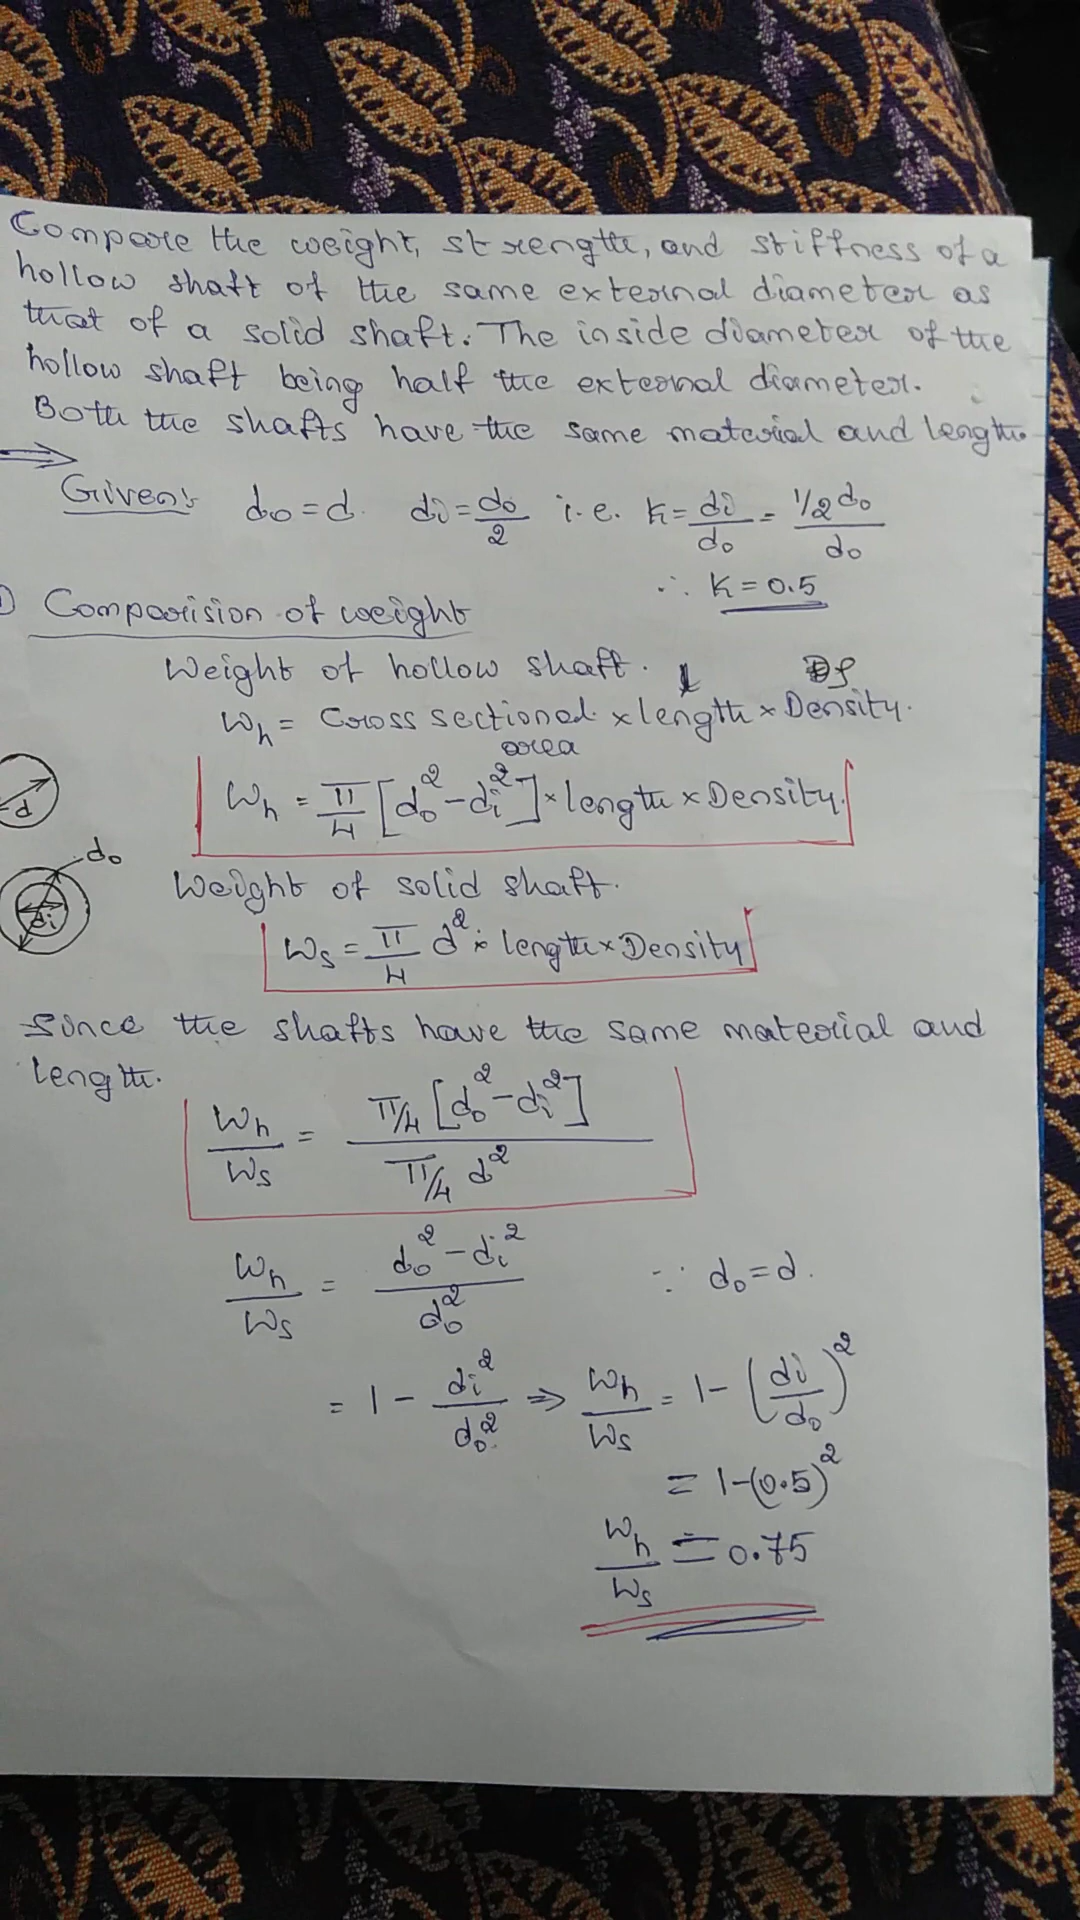 Compare the weight, strength, and stiffness of a
hollow shaft of the same external diameter as
that of a solid shaft. The inside diameter of the
hollow shaft being half the external diameter.
Both the shafts have the same material and length.
⇒
Given:- do = d. di = do/2 i.e. K = di/do = 1/2 do/do
∴ K = 0.5
Comparision of weight
Weight of hollow shaft.
l ρ
Wh = Cross sectional area × length × Density.
Wh = π/4 [do² - di²] × length × Density.
d
do
di
Weight of solid shaft.
Ws = π/4 d² × length × Density
Since the shafts have the same material and
length.
Wh/Ws = π/4 [do² - di²] / π/4 d²
Wh/Ws = do² - di² / do² ∵ do = d.
= 1 - di²/do² ⇒ Wh/Ws = 1 - (di/do)²
= 1 - (0.5)²
Wh/Ws = 0.75